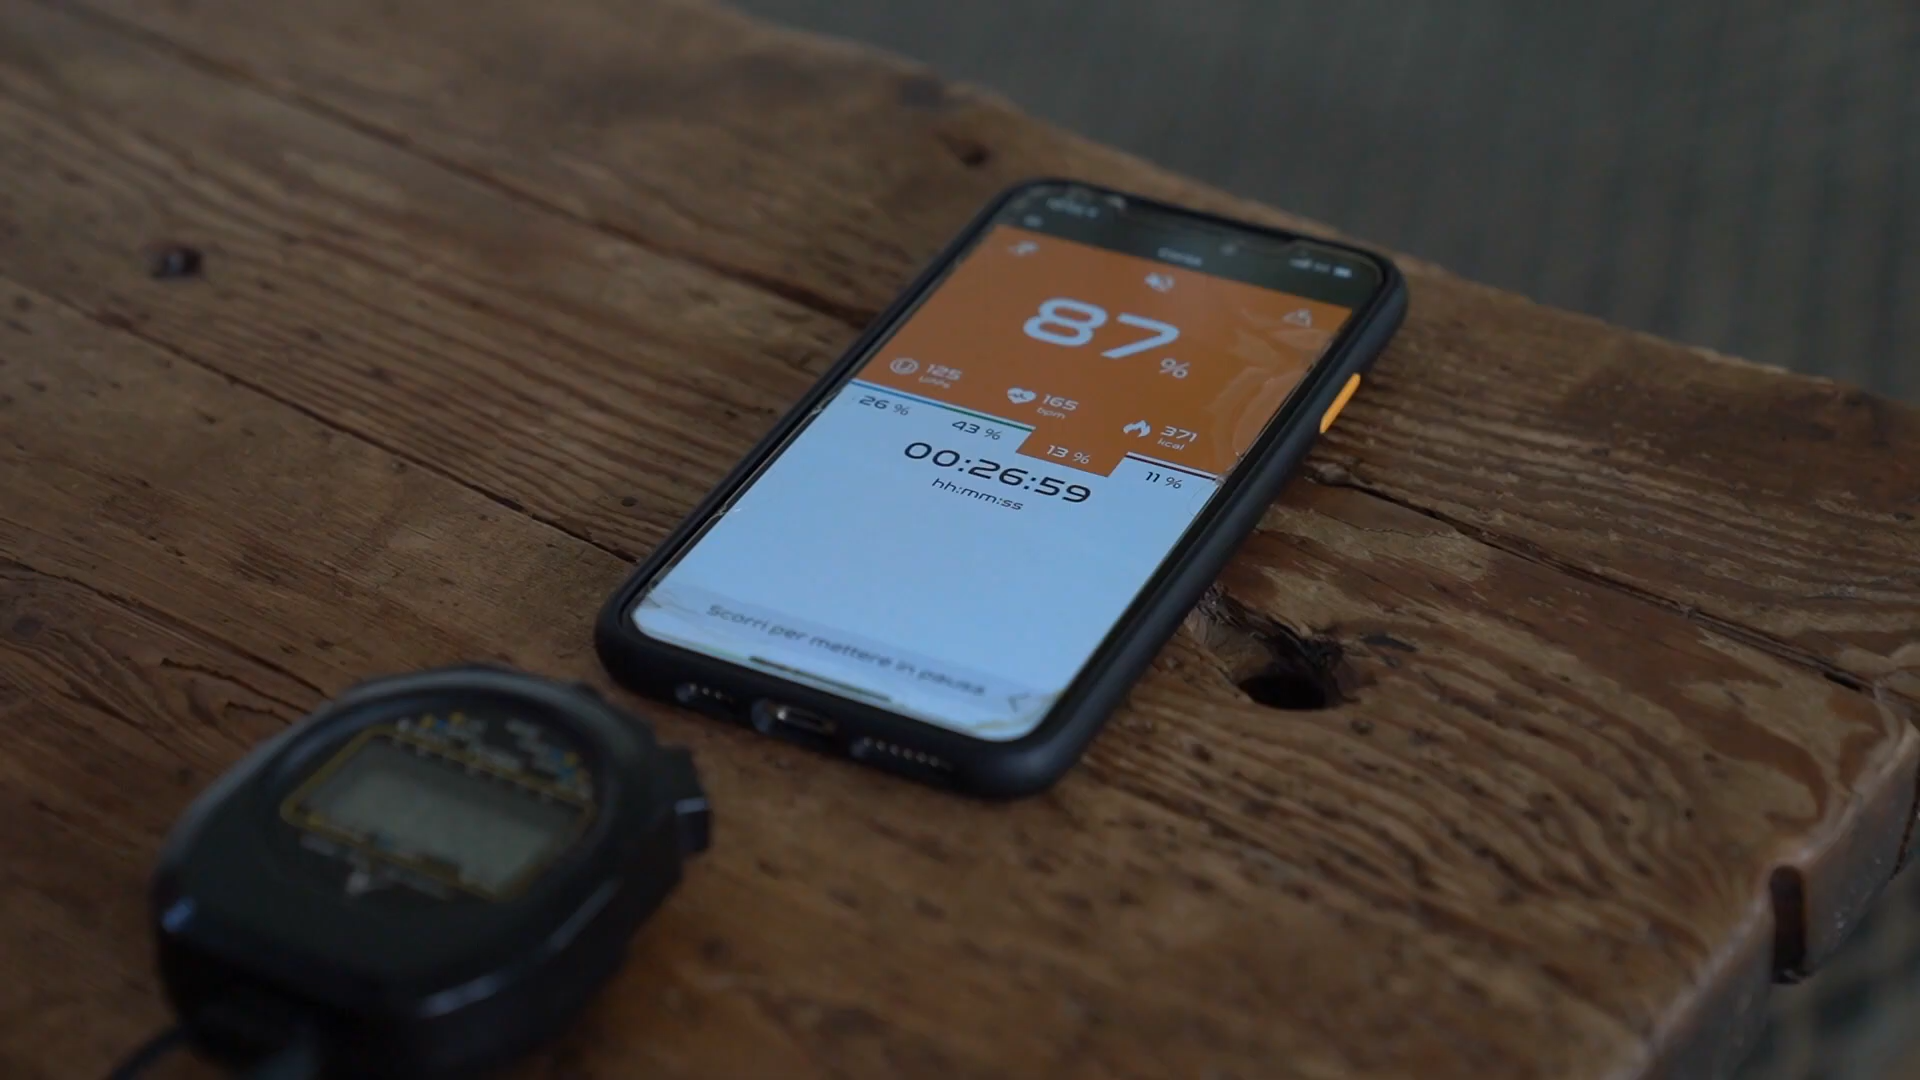 Corsa
87 %
125
165
bpm
371
kcal
26 %
43 %
13 %
11 %
00:26:59
hh:mm:ss
Scorri per mettere in pausa